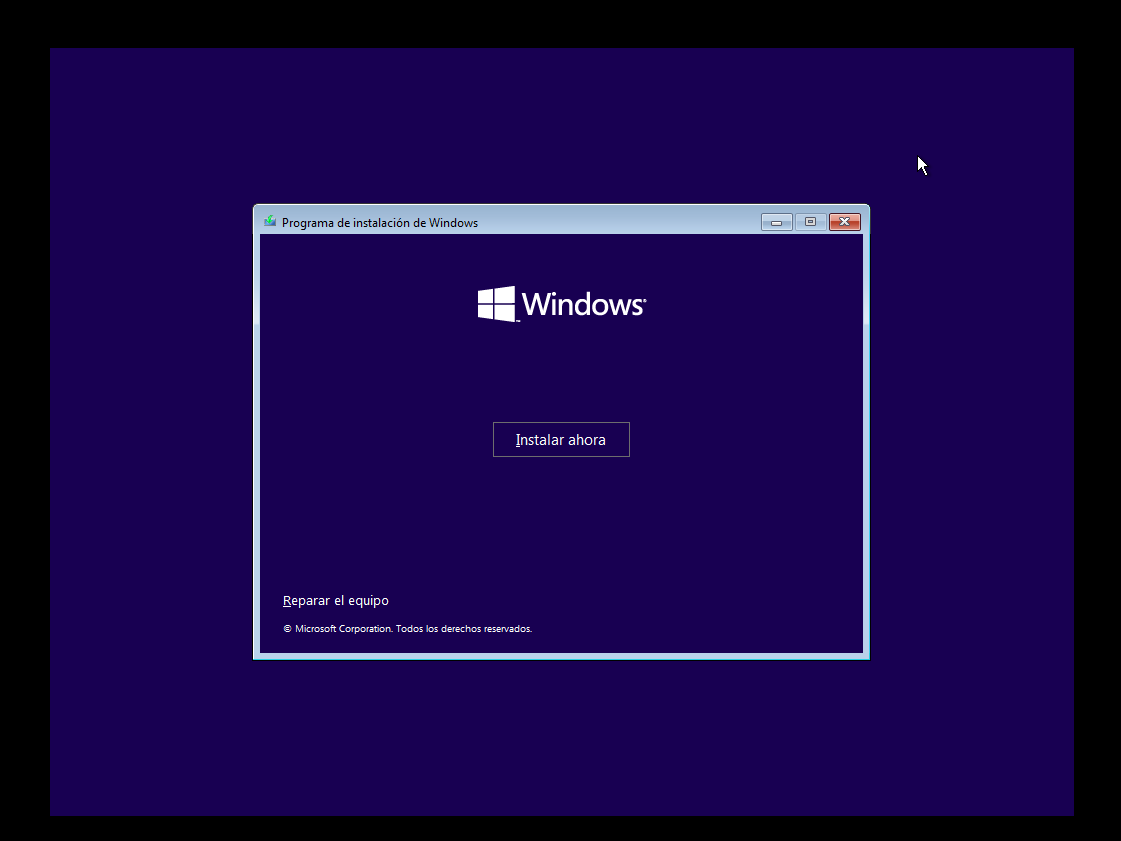 Programa de instalación de Windows
Windows
Instalar ahora
Reparar el equipo
© Microsoft Corporation. Todos los derechos reservados.